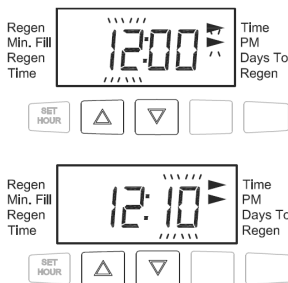 Regen
Min. Fill
Regen
Time
12:00
Time
PM
Days To
Regen
SET
HOUR
Regen
Min. Fill
Regen
Time
12:10
Time
PM
Days To
Regen
SET
HOUR